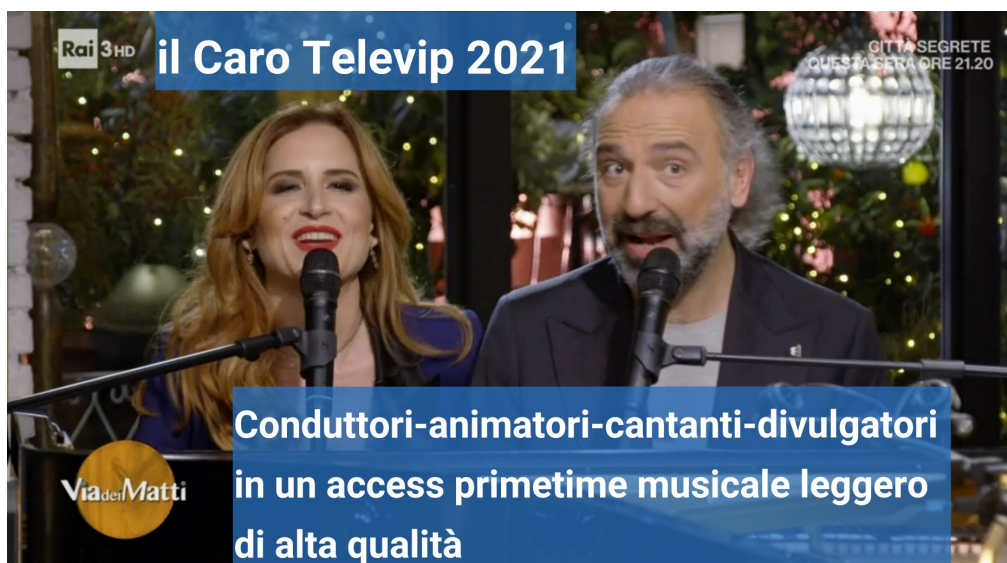 Rai 3HD
il Caro Televip 2021
CITTÀ SEGRETE
QUESTA SERA ORE 21.20
Conduttori-animatori-cantanti-divulgatori
in un access primetime musicale leggero
di alta qualità
Via dei Matti